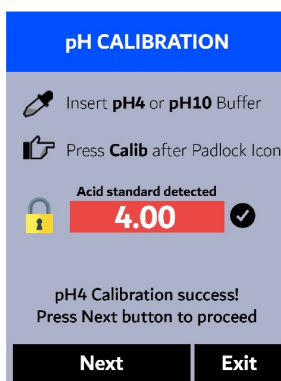 pH CALIBRATION
Insert pH4 or pH10 Buffer
Press Calib after Padlock Icon
Acid standard detected
4.00
pH4 Calibration success!
Press Next button to proceed
Next Exit